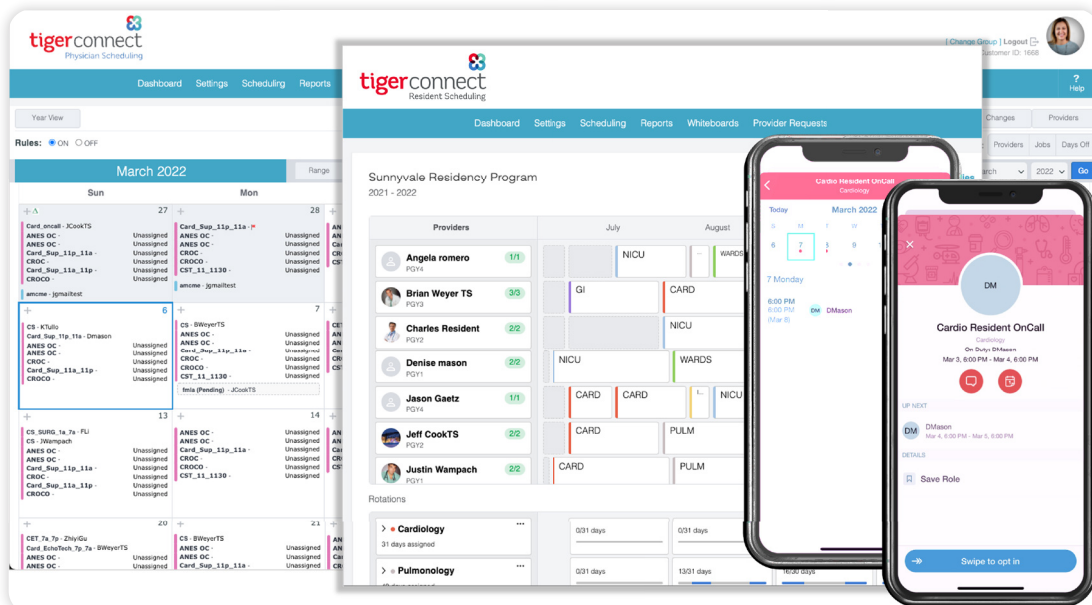 tigerconnect
Physician Scheduling
[ Change Group ] Logout
Customer ID: 1668
Dashboard Settings Scheduling Reports
?
Help
Year View
Changes Providers
Rules: ON OFF
Providers Jobs Days Off
March 2022
Range
2022 Go
Sun Mon
27 28
Card_oncall - JCookTS
ANES OC - Unassigned
ANES OC - Unassigned
Card_Sup_11p_11a - Unassigned
CROC - Unassigned
Card_Sup_11p_11a - Unassigned
CROCO - Unassigned
amcme - jgmailtest
Card_Sup_11p_11a -
ANES OC - Unassigned
ANES OC - Unassigned
Card_Sup_11p_11a - Unassigned
CROC - Unassigned
CROCO - Unassigned
CST_11_1130 - Unassigned
amcme - jgmailtest
6 7
CS - KTullo
Card_Sup_11p_11a - Dmason
ANES OC - Unassigned
ANES OC - Unassigned
CROC - Unassigned
Card_Sup_11a_11p - Unassigned
CROCO - Unassigned
CS - BWeyerTS
ANES OC - Unassigned
ANES OC - Unassigned
CROC - Unassigned
CROCO - Unassigned
CST_11_1130 - Unassigned
fmla (Pending) - JCookTS
13 14
CS_SURG_1a_7a - FLi
CS - JWampach
ANES OC - Unassigned
ANES OC - Unassigned
Card_Sup_11p_11a - Unassigned
CROC - Unassigned
Card_Sup_11a_11p - Unassigned
CROCO - Unassigned
ANES OC - Unassigned
ANES OC - Unassigned
Card_Sup_11p_11a - Unassigned
CROC - Unassigned
CROCO - Unassigned
CST_11_1130 - Unassigned
20 21
CET_7a_7p - ZhiyiGu
Card_EchoTech_7p_7a - BWeyerTS
ANES OC - Unassigned
ANES OC - Unassigned
CS - BWeyerTS
ANES OC - Unassigned
ANES OC - Unassigned
Card_Sup_11p_11a - Unassigned
tigerconnect
Resident Scheduling
Dashboard Settings Scheduling Reports Whiteboards Provider Requests
Sunnyvale Residency Program
2021 - 2022
Providers July August
Angela romero 1/1
PGY4
NICU ... WARDS
Brian Weyer TS 3/3
PGY3
GI CARD
Charles Resident 2/2
PGY2
NICU
Denise mason 2/2
PGY1
NICU WARDS
Jason Gaetz 1/1
PGY4
CARD CARD NICU
Jeff CookTS 2/2
PGY2
CARD PULM
Justin Wampach 2/2
PGY1
CARD PULM
Rotations
Cardiology ...
31 days assigned
0/31 days 0/31 days
Pulmonology ...
0/31 days 13/31 days 16/30 days
Cardio Resident OnCall
Cardiology
Today March 2022
S M T W
6 7 8 9
7 Monday
6:00 PM
6:00 PM DM DMason
(Mar 8)
DM
Cardio Resident OnCall
Cardiology
On Duty: DMason
Mar 3, 6:00 PM - Mar 4, 6:00 PM
UP NEXT
DM DMason
Mar 4, 6:00 PM - Mar 5, 6:00 PM
DETAILS
Save Role
Swipe to opt in